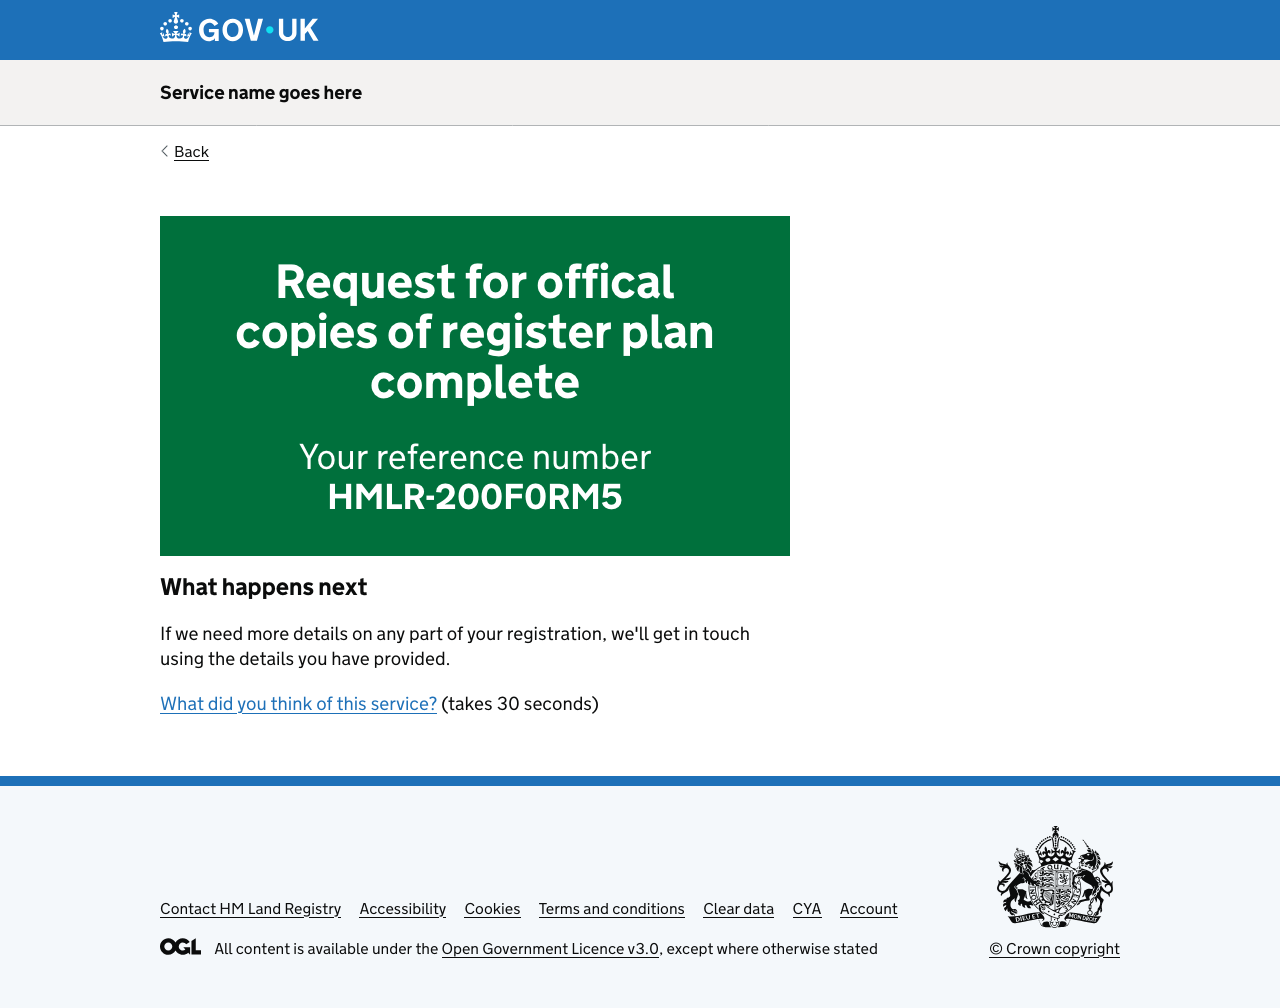 GOV•UK
Service name goes here
Back
Request for offical
copies of register plan
complete
Your reference number
HMLR-200F0RM5
What happens next
If we need more details on any part of your registration, we'll get in touch
using the details you have provided.
What did you think of this service? (takes 30 seconds)
Contact HM Land Registry Accessibility Cookies Terms and conditions Clear data CYA Account
OGL All content is available under the Open Government Licence v3.0, except where otherwise stated
© Crown copyright